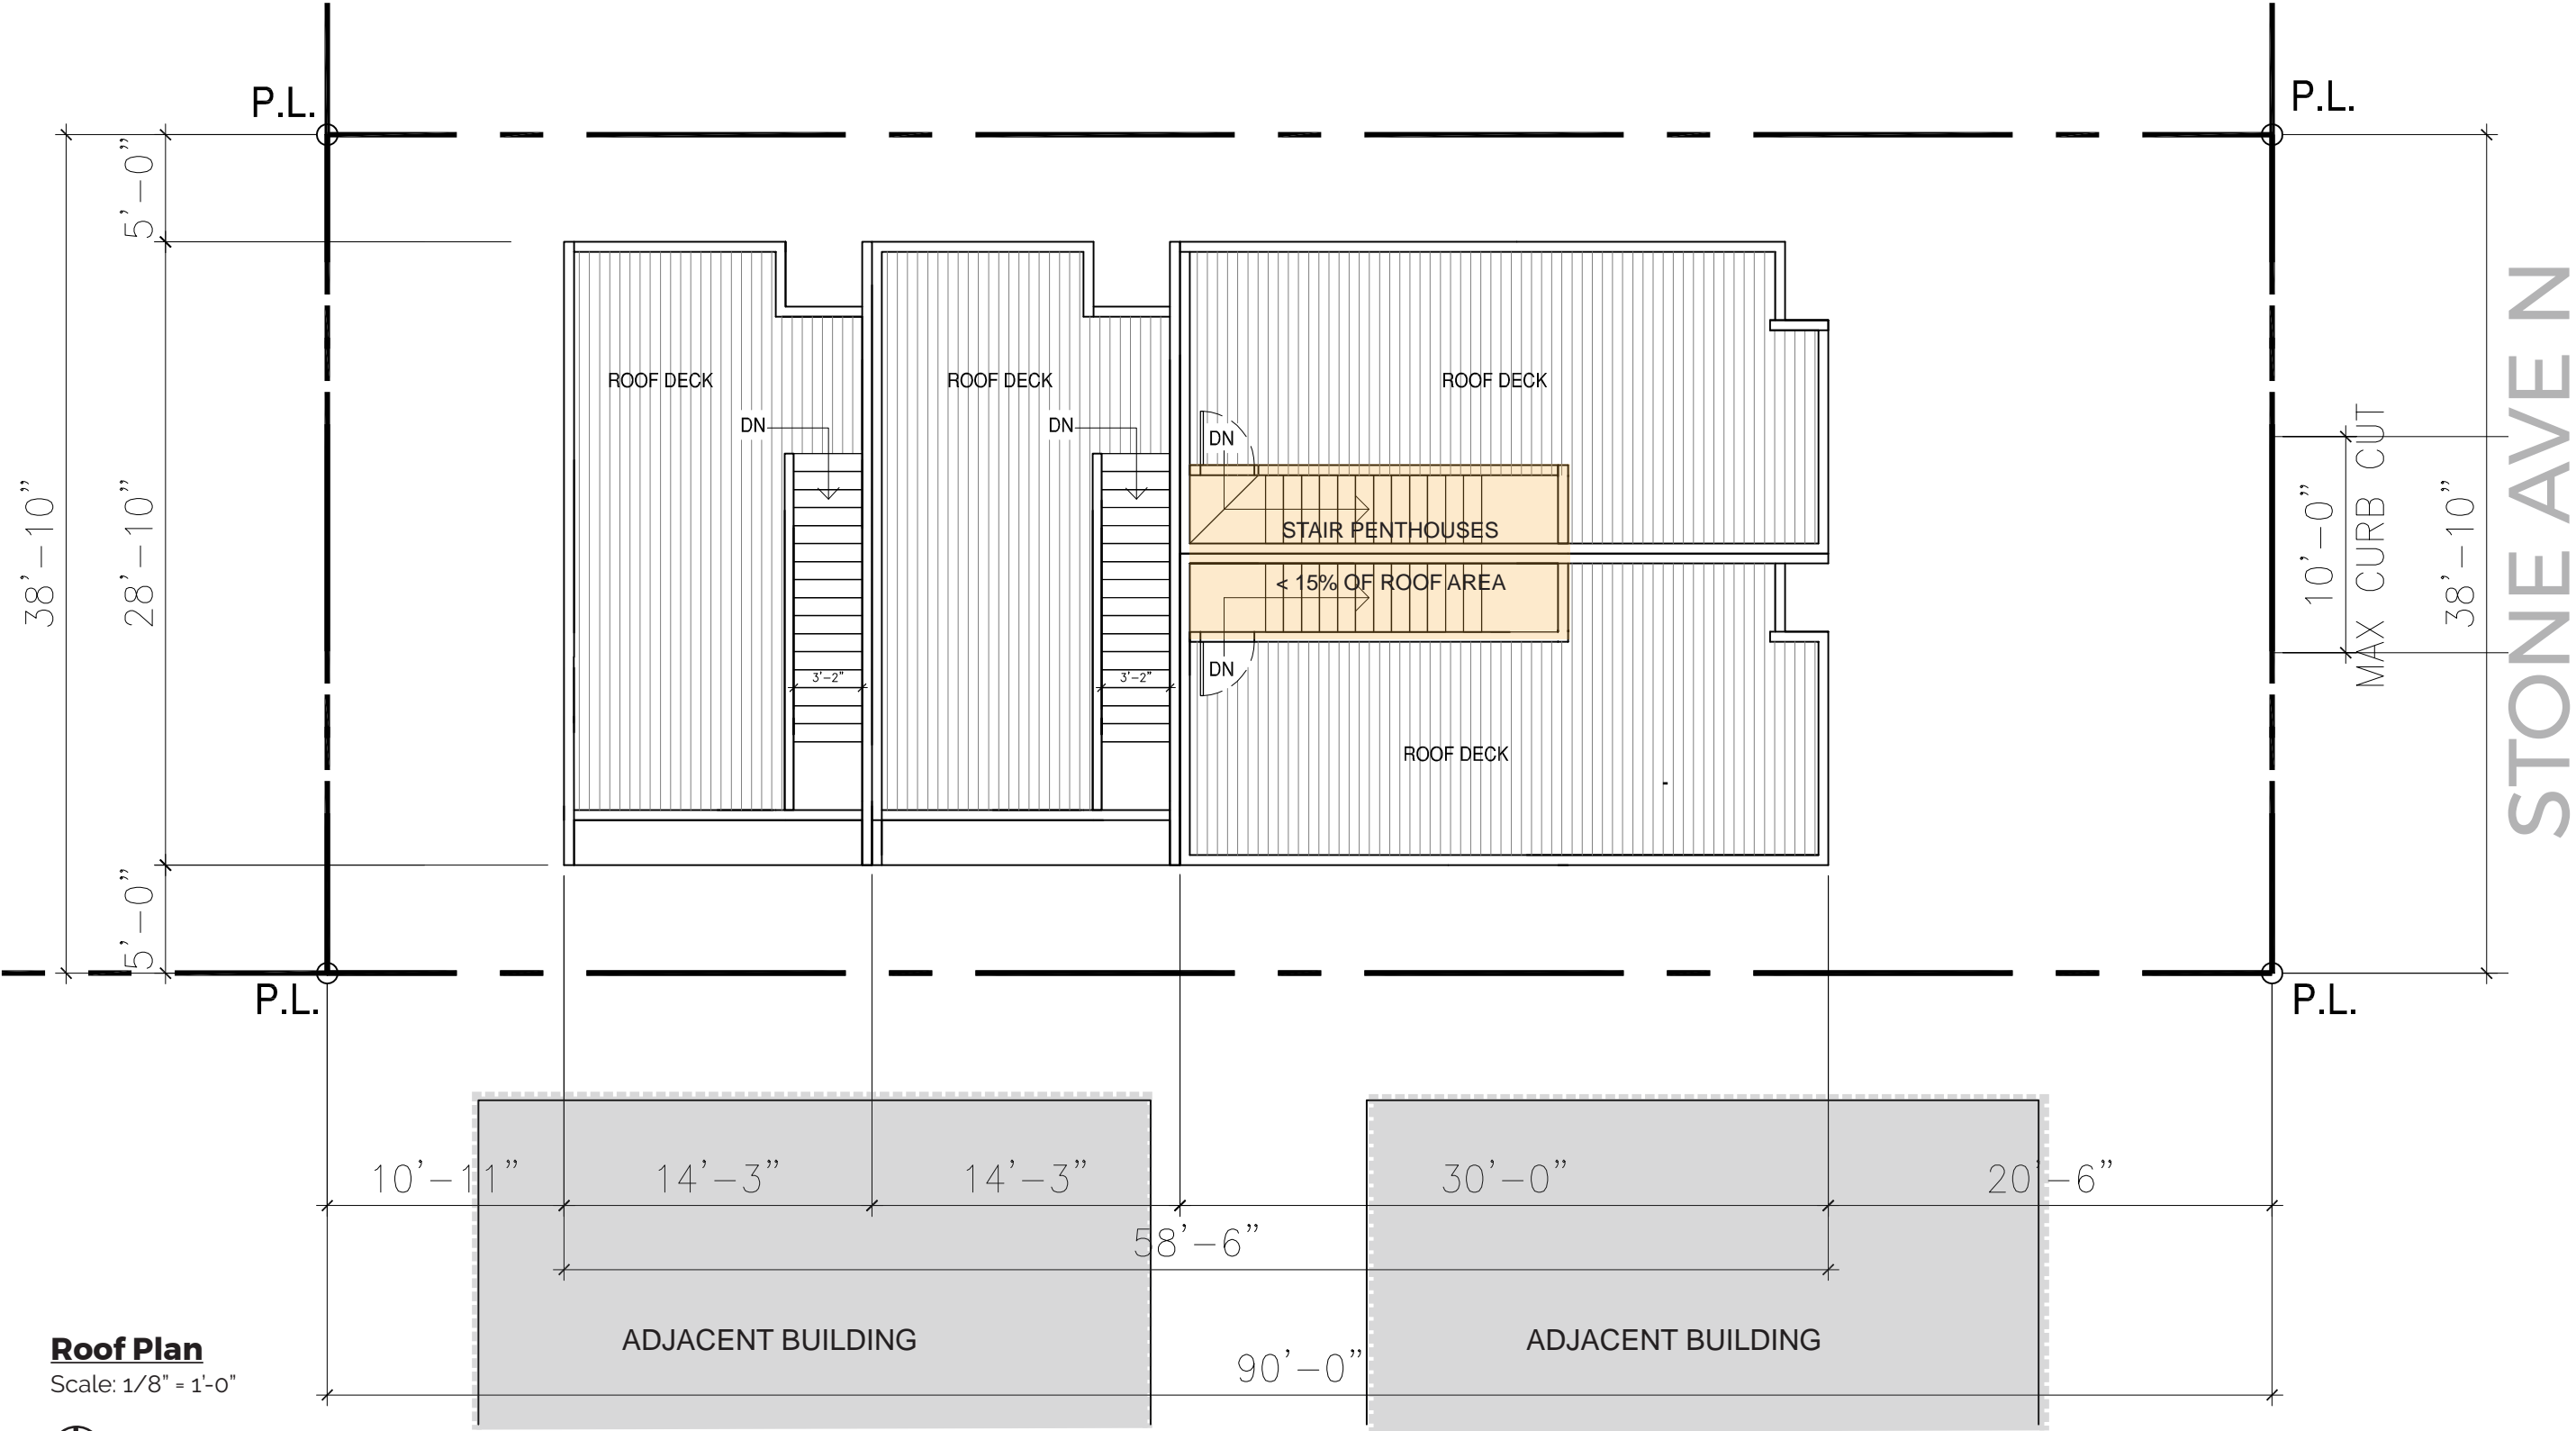 P.L.
P.L.
5'-0"
38'-10"
28'-10"
5'-0"
ROOF DECK
ROOF DECK
ROOF DECK
DN
DN
DN
STAIR PENTHOUSES
< 15% OF ROOF AREA
DN
3'-2"
3'-2"
ROOF DECK
10'-0"
MAX CURB CUT
38'-10"
STONE AVE N
P.L.
P.L.
10'-11"
14'-3"
14'-3"
30'-0"
20'-6"
58'-6"
ADJACENT BUILDING
ADJACENT BUILDING
90'-0"
Roof Plan
Scale: 1/8" = 1'-0"